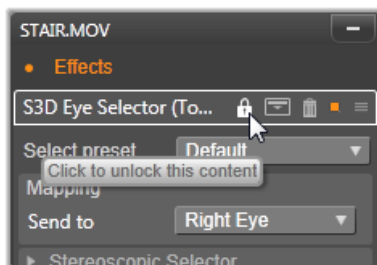 STAIR.MOV
Effects
S3D Eye Selector (To...
Select preset Default
Click to unlock this content
Mapping
Send to Right Eye
Stereoscopic Selector